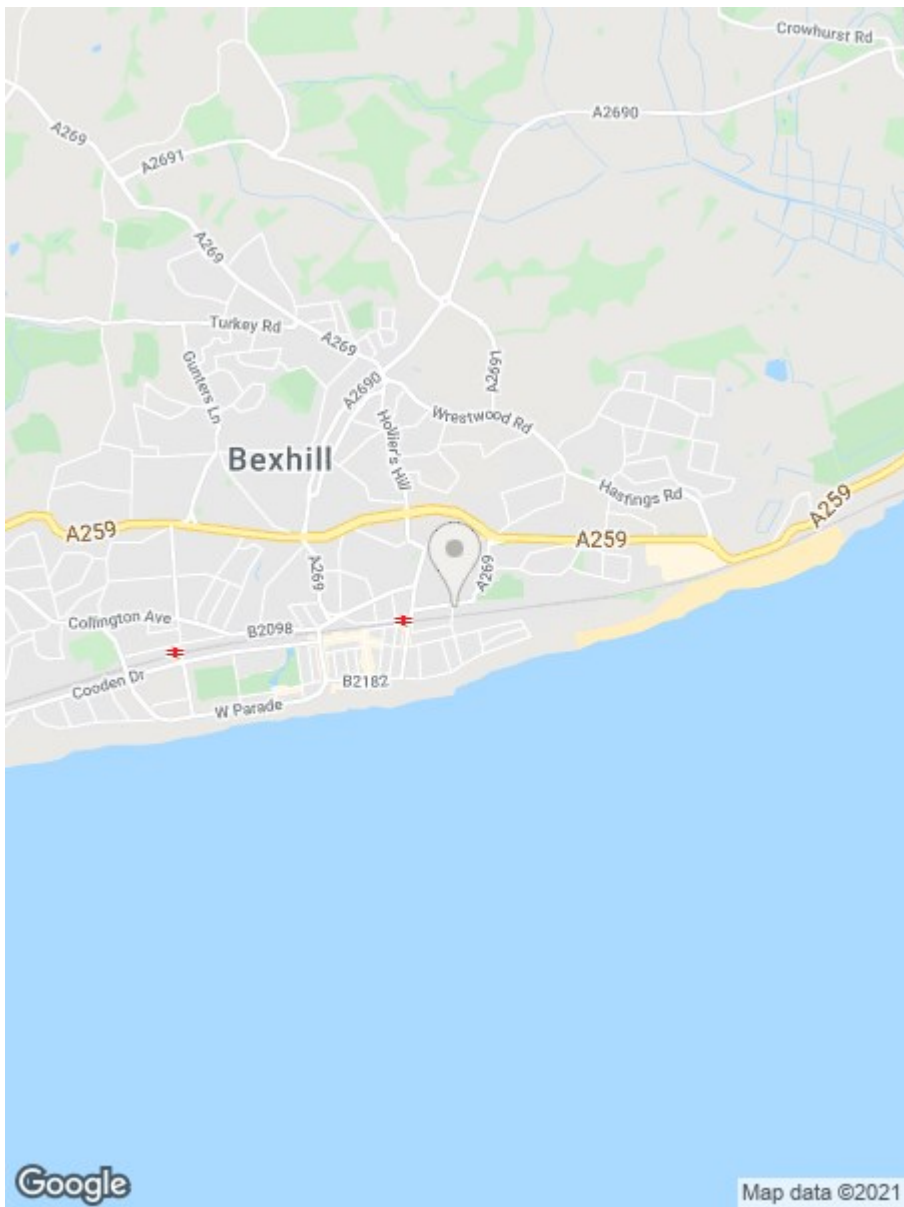 Crowhurst Rd
A2690
A269
A2691
A269
Turkey Rd
A269
A2691
Gunters Ln
A2690
Hollier's Hill
Wrestwood Rd
Bexhill
Hastings Rd
A259
A259
A259
A269
A269
Collington Ave
B2098
Cooden Dr
B2182
W Parade
Google
Map data ©2021